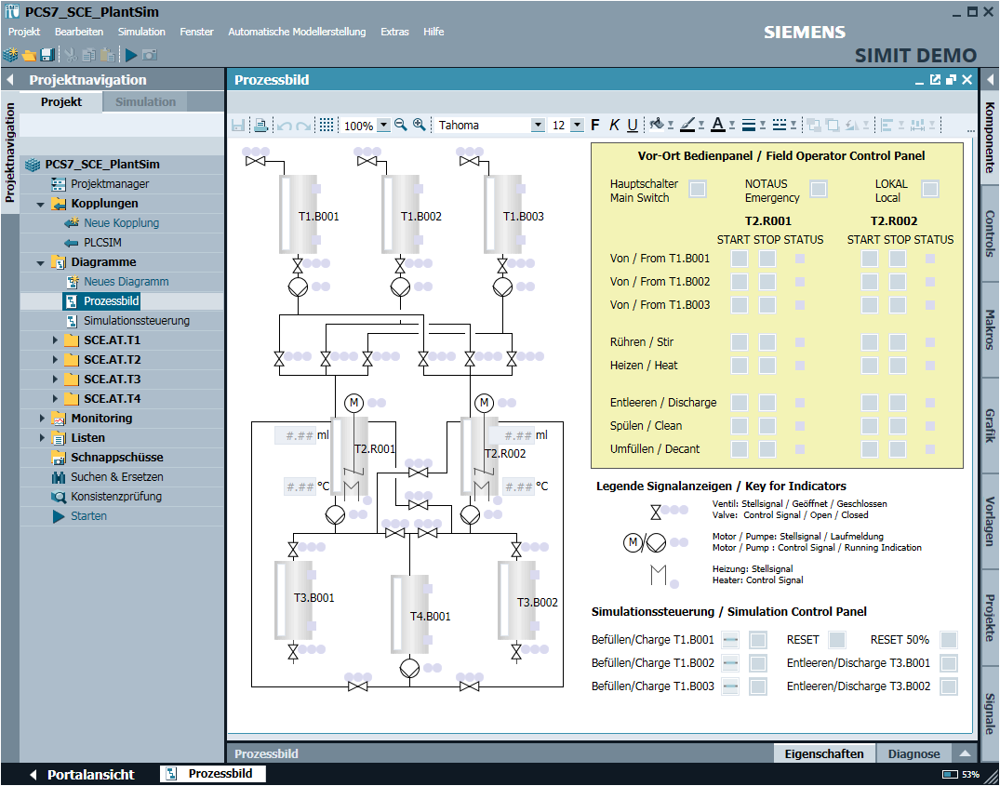 PCS7_SCE_PlantSim
Projekt Bearbeiten Simulation Fenster Automatische Modellerstellung Extras Hilfe
SIEMENS
SIMIT DEMO
Projektnavigation
Projekt Simulation
Projektnavigation
PCS7_SCE_PlantSim
Projektmanager
Kopplungen
Neue Kopplung
PLCSIM
Diagramme
Neues Diagramm
Prozessbild
Simulationssteuerung
SCE.AT.T1
SCE.AT.T2
SCE.AT.T3
SCE.AT.T4
Monitoring
Listen
Schnappschüsse
Suchen & Ersetzen
Konsistenzprüfung
Starten
Prozessbild
100% Tahoma 12 F K U A
T1.B001 T1.B002 T1.B003
M M
#.## ml T2.R001 #.## ml
T2.R002
#.## °C #.## °C
T3.B001 T4.B001 T3.B002
Vor-Ort Bedienpanel / Field Operator Control Panel
Hauptschalter NOTAUS LOKAL
Main Switch Emergency Local
T2.R001 T2.R002
START STOP STATUS START STOP STATUS
Von / From T1.B001
Von / From T1.B002
Von / From T1.B003
Rühren / Stir
Heizen / Heat
Entleeren / Discharge
Spülen / Clean
Umfüllen / Decant
Legende Signalanzeigen / Key for Indicators
Ventil: Stellsignal / Geöffnet / Geschlossen
Valve: Control Signal / Open / Closed
M /
Motor / Pumpe: Stellsignal / Laufmeldung
Motor / Pump : Control Signal / Running Indication
Heizung: Stellsignal
Heater: Control Signal
Simulationssteuerung / Simulation Control Panel
Befüllen/Charge T1.B001 RESET RESET 50%
Befüllen/Charge T1.B002 Entleeren/Discharge T3.B001
Befüllen/Charge T1.B003 Entleeren/Discharge T3.B002
Komponente
Controls
Makros
Grafik
Vorlagen
Projekte
Signale
Prozessbild Eigenschaften Diagnose
Portalansicht Prozessbild 53%